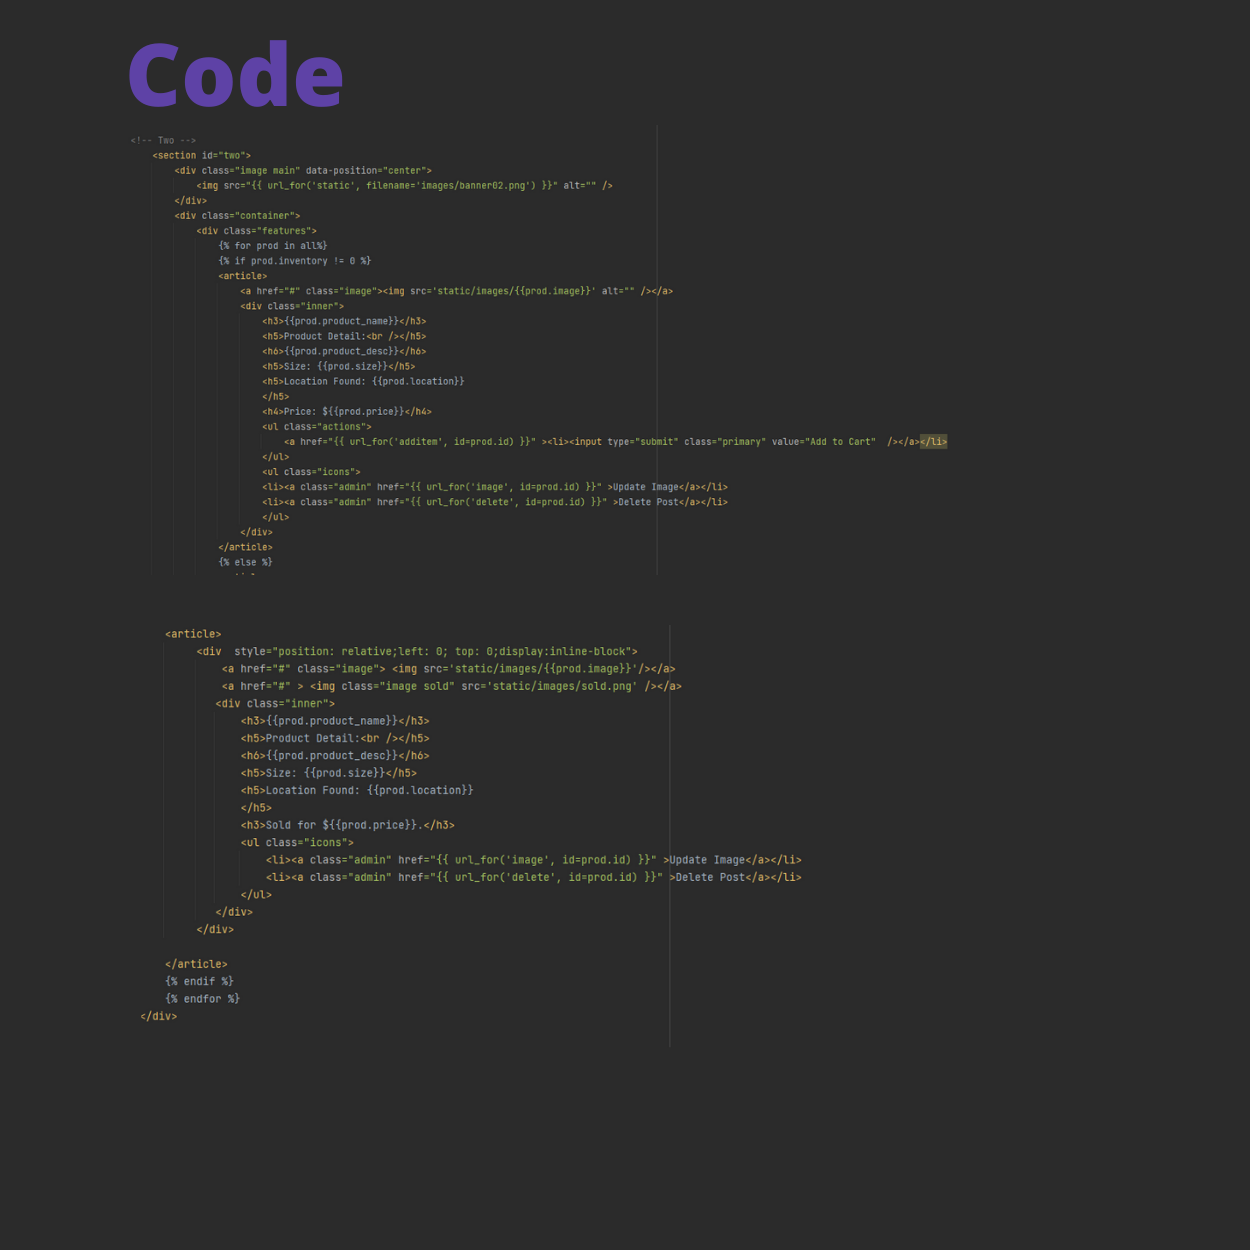 Code
<!-- Two -->
<section id="two">
<div class="image main" data-position="center">
<img src="{{ url_for('static', filename='images/banner02.png') }}" alt="" />
</div>
<div class="container">
<div class="features">
{% for prod in all%}
{% if prod.inventory != 0 %}
<article>
<a href="#" class="image"><img src='static/images/{{prod.image}}' alt="" /></a>
<div class="inner">
<h3>{{prod.product_name}}</h3>
<h5>Product Detail:<br /></h5>
<h6>{{prod.product_desc}}</h6>
<h5>Size: {{prod.size}}</h5>
<h5>Location Found: {{prod.location}}
</h5>
<h4>Price: ${{prod.price}}</h4>
<ul class="actions">
<a href="{{ url_for('additem', id=prod.id) }}" ><li><input type="submit" class="primary" value="Add to Cart"  /></a></li>
</ul>
<ul class="icons">
<li><a class="admin" href="{{ url_for('image', id=prod.id) }}" >Update Image</a></li>
<li><a class="admin" href="{{ url_for('delete', id=prod.id) }}" >Delete Post</a></li>
</ul>
</div>
</article>
{% else %}
<article>
<div  style="position: relative;left: 0; top: 0;display:inline-block">
<a href="#" class="image"> <img src='static/images/{{prod.image}}'/></a>
<a href="#" > <img class="image sold" src='static/images/sold.png' /></a>
<div class="inner">
<h3>{{prod.product_name}}</h3>
<h5>Product Detail:<br /></h5>
<h6>{{prod.product_desc}}</h6>
<h5>Size: {{prod.size}}</h5>
<h5>Location Found: {{prod.location}}
</h5>
<h3>Sold for ${{prod.price}}.</h3>
<ul class="icons">
<li><a class="admin" href="{{ url_for('image', id=prod.id) }}" >Update Image</a></li>
<li><a class="admin" href="{{ url_for('delete', id=prod.id) }}" >Delete Post</a></li>
</ul>
</div>
</div>
</article>
{% endif %}
{% endfor %}
</div>